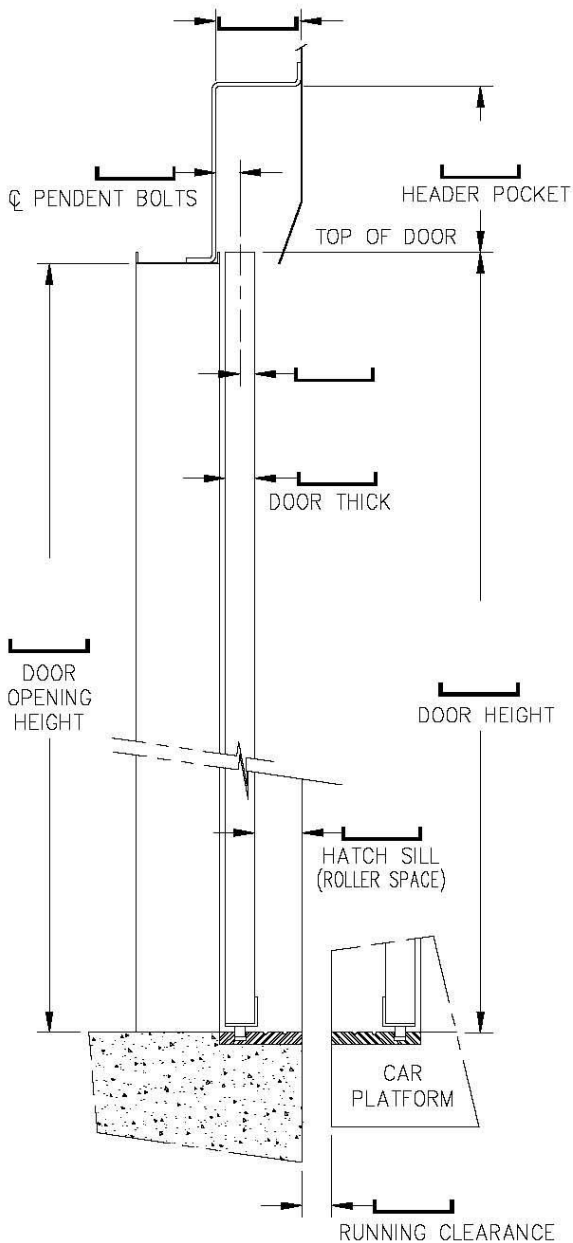 ℄ PENDENT BOLTS
HEADER POCKET
TOP OF DOOR
DOOR THICK
DOOR
OPENING
HEIGHT
DOOR HEIGHT
HATCH SILL
(ROLLER SPACE)
CAR
PLATFORM
RUNNING CLEARANCE